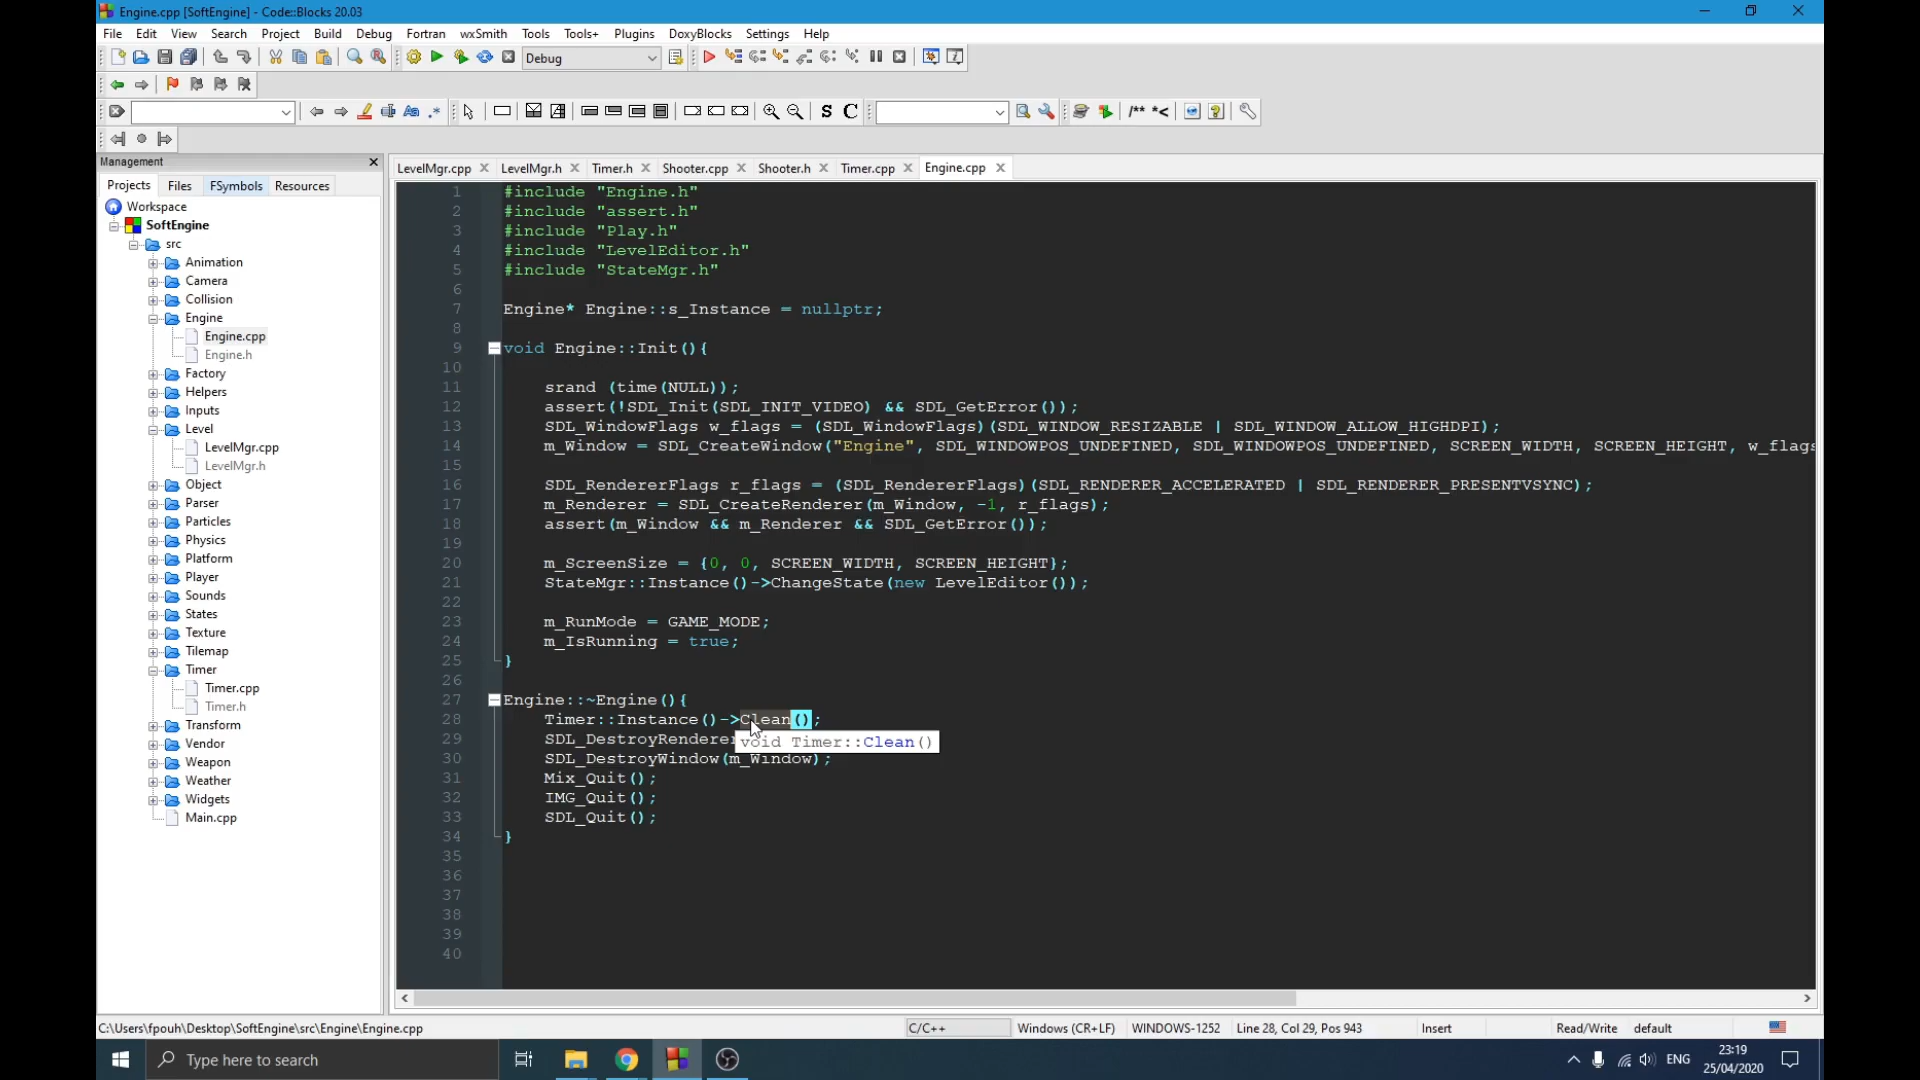 Engine.cpp [SoftEngine] - Code::Blocks 20.03
File Edit View Search Project Build Debug Fortran wxSmith Tools Tools+ Plugins DoxyBlocks Settings Help
Debug
S C /** *<
Management
Projects Files FSymbols Resources
Workspace
SoftEngine
src
Animation
Camera
Collision
Engine
Engine.cpp
Engine.h
Factory
Helpers
Inputs
Level
LevelMgr.cpp
LevelMgr.h
Object
Parser
Particles
Physics
Platform
Player
Sounds
States
Texture
Tilemap
Timer
Timer.cpp
Timer.h
Transform
Vendor
Weapon
Weather
Widgets
Main.cpp
LevelMgr.cpp LevelMgr.h Timer.h Shooter.cpp Shooter.h Timer.cpp Engine.cpp
1 #include "Engine.h"
2 #include "assert.h"
3 #include "Play.h"
4 #include "LevelEditor.h"
5 #include "StateMgr.h"
6
7 Engine* Engine::s_Instance = nullptr;
8
9 void Engine::Init(){
10
11 srand (time(NULL));
12 assert(!SDL_Init(SDL_INIT_VIDEO) && SDL_GetError());
13 SDL_WindowFlags w_flags = (SDL_WindowFlags)(SDL_WINDOW_RESIZABLE | SDL_WINDOW_ALLOW_HIGHDPI);
14 m_Window = SDL_CreateWindow("Engine", SDL_WINDOWPOS_UNDEFINED, SDL_WINDOWPOS_UNDEFINED, SCREEN_WIDTH, SCREEN_HEIGHT, w_flags
15
16 SDL_RendererFlags r_flags = (SDL_RendererFlags)(SDL_RENDERER_ACCELERATED | SDL_RENDERER_PRESENTVSYNC);
17 m_Renderer = SDL_CreateRenderer(m_Window, -1, r_flags);
18 assert(m_Window && m_Renderer && SDL_GetError());
19
20 m_ScreenSize = {0, 0, SCREEN_WIDTH, SCREEN_HEIGHT};
21 StateMgr::Instance()->ChangeState(new LevelEditor());
22
23 m_RunMode = GAME_MODE;
24 m_IsRunning = true;
25 }
26
27 Engine::~Engine(){
28 Timer::Instance()->Clean();
29 SDL_DestroyRenderer void Timer::Clean()
30 SDL_DestroyWindow(m_Window);
31 Mix_Quit();
32 IMG_Quit();
33 SDL_Quit();
34 }
35
36
37
38
39
40
C:\Users\fpouh\Desktop\SoftEngine\src\Engine\Engine.cpp C/C++ Windows (CR+LF) WINDOWS-1252 Line 28, Col 29, Pos 943 Insert Read/Write default
Type here to search ENG 23:19
25/04/2020